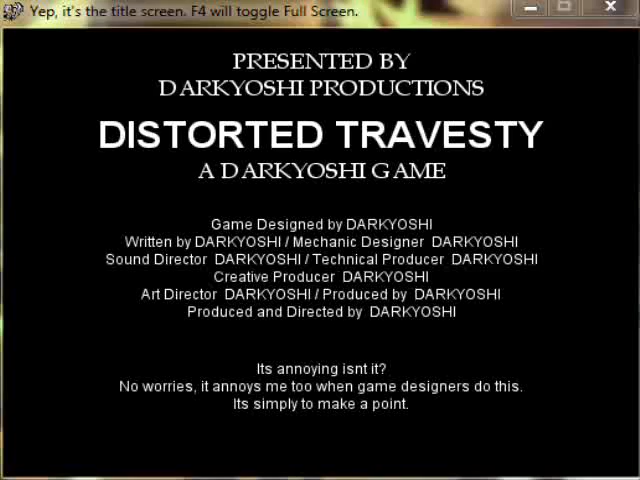 Yep, it's the title screen. F4 will toggle Full Screen.
PRESENTED BY
DARKYOSHI PRODUCTIONS
DISTORTED TRAVESTY
A DARKYOSHI GAME
Game Designed by DARKYOSHI
Written by DARKYOSHI / Mechanic Designer DARKYOSHI
Sound Director DARKYOSHI / Technical Producer DARKYOSHI
Creative Producer DARKYOSHI
Art Director DARKYOSHI / Produced by DARKYOSHI
Produced and Directed by DARKYOSHI
Its annoying isnt it?
No worries, it annoys me too when game designers do this.
Its simply to make a point.